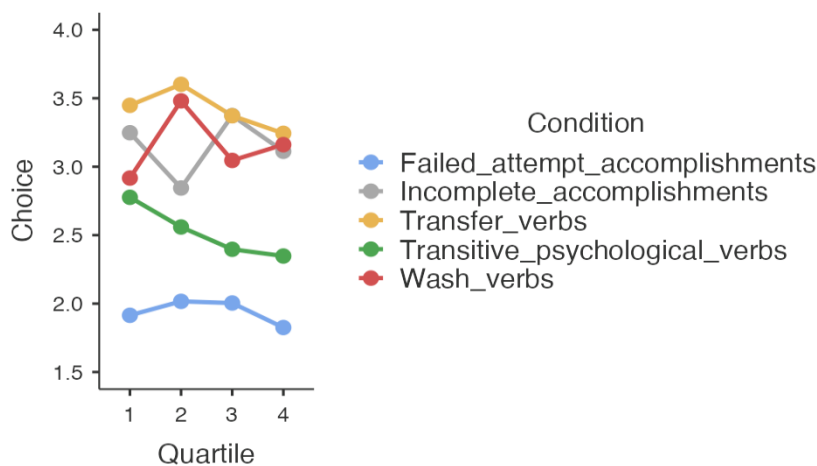 4.0
3.5
3.0
2.5
2.0
1.5
Choice
1 2 3 4
Quartile
Condition
Failed_attempt_accomplishments
Incomplete_accomplishments
Transfer_verbs
Transitive_psychological_verbs
Wash_verbs